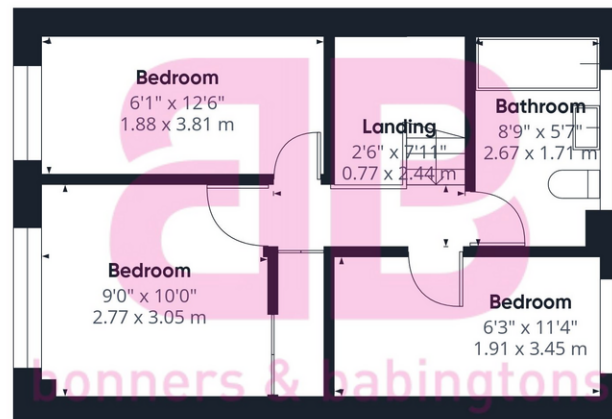 Bedroom
6'1" x 12'6"
1.88 x 3.81 m
Landing
2'6" x 7'11"
0.77 x 2.44 m
Bathroom
8'9" x 5'7"
2.67 x 1.71 m
Bedroom
9'0" x 10'0"
2.77 x 3.05 m
Bedroom
6'3" x 11'4"
1.91 x 3.45 m
bonners & babingtons